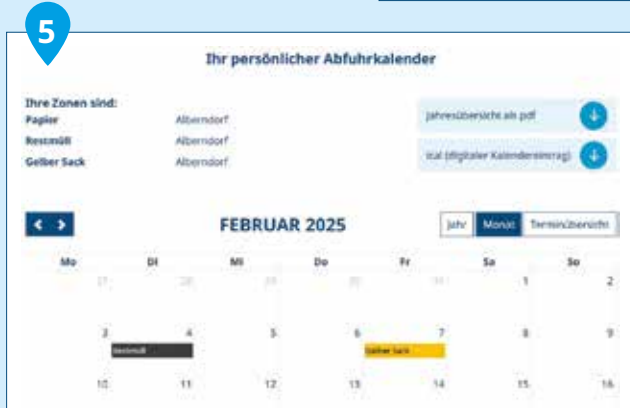 5
Ihr persönlicher Abfuhrkalender
Ihre Zonen sind:
Papier Alberndorf
Restmüll Alberndorf
Gelber Sack Alberndorf
Jahresübersicht als pdf
ical (digitaler Kalendereintrag)
FEBRUAR 2025
Jahr Monat Terminübersicht
Mo Di Mi Do Fr Sa So
27 28 29 30 31 1 2
3 4 5 6 7 8 9
Restmüll Gelber Sack
10 11 12 13 14 15 16